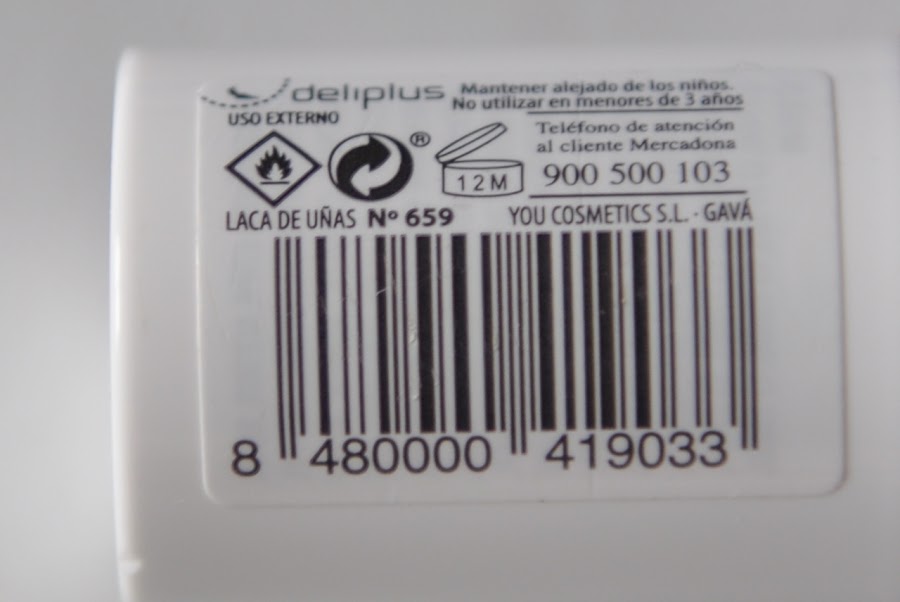 deliplus
Mantener alejado de los niños.
No utilizar en menores de 3 años
USO EXTERNO
Teléfono de atención
al cliente Mercadona
900 500 103
®
12M
LACA DE UÑAS Nº 659
YOU COSMETICS S.L. · GAVÁ
8 480000 419033